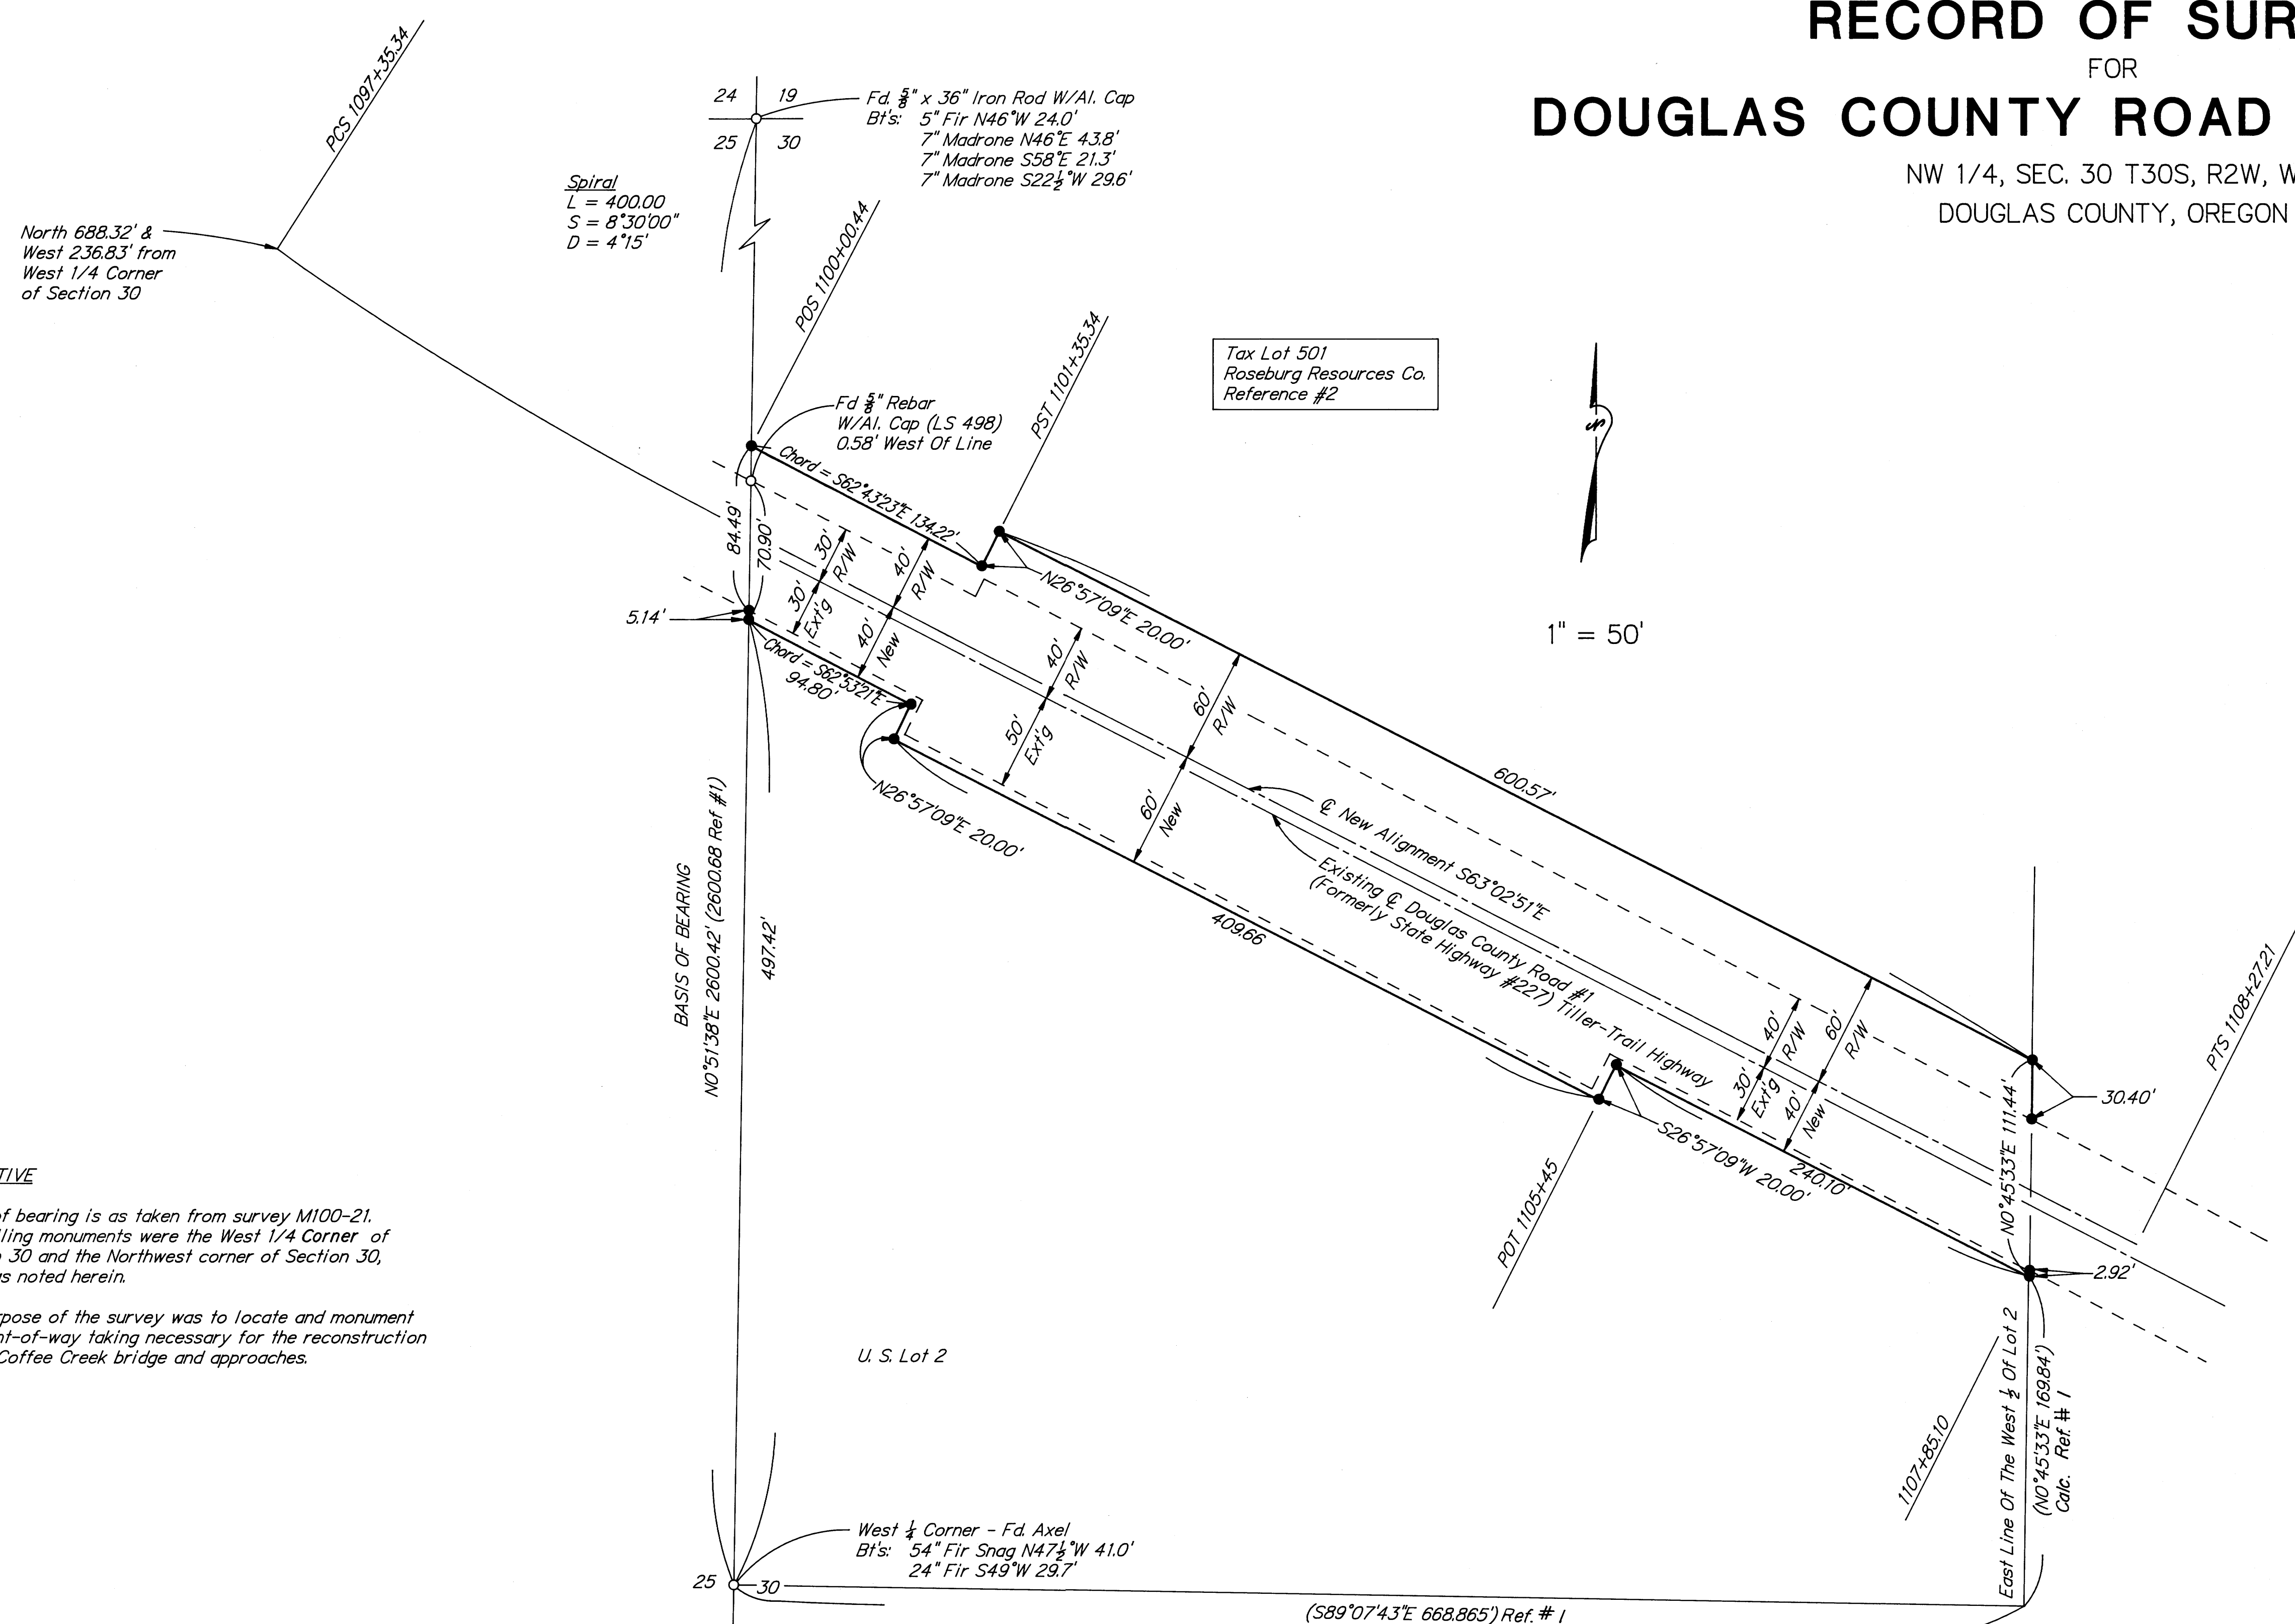 RECORD OF SUR
FOR
DOUGLAS COUNTY ROAD
NW 1/4, SEC. 30 T30S, R2W, W
DOUGLAS COUNTY, OREGON
PCS 1097+35.34
North 688.32' &
West 236.83' from
West 1/4 Corner
of Section 30
24 19
25 30
Fd. 5/8" x 36" Iron Rod W/Al. Cap
Bt's: 5" Fir N46°W 24.0'
7" Madrone N46°E 43.8'
7" Madrone S58°E 21.3'
7" Madrone S22½°W 29.6'
Spiral
L = 400.00
S = 8°30'00"
D = 4°15'
POS 1100+00.44
Fd 5/8" Rebar
W/Al. Cap (LS 498)
0.58' West Of Line
PST 1101+35.34
Tax Lot 501
Roseburg Resources Co.
Reference #2
N
1" = 50'
Chord = S62°43'23"E 134.22'
84.49'
70.90'
5.14'
30'
R/W
30'
Ext'g
40'
R/W
40'
New
Chord = S62°53'21"E
94.80'
N26°57'09"E 20.00'
N26°57'09"E 20.00'
40'
R/W
50'
Ext'g
60'
R/W
60'
New
600.57'
℄ New Alignment S63°02'51"E
Existing ℄ Douglas County Road #1
(Formerly State Highway #227) Tiller-Trail Highway
409.66
BASIS OF BEARING
N0°51'38"E 2600.42' (2600.68 Ref #1)
497.42'
40'
R/W
30'
Ext'g
60'
R/W
40'
New
S26°57'09"W 20.00'
240.10'
POT 1105+45
N0°45'33"E 111.44'
30.40'
2.92'
PTS 1108+27.21
1107+85.10
East Line Of The West ½ Of Lot 2
(N0°45'33"E 169.84')
Calc. Ref. # 1
TIVE
of bearing is as taken from survey M100-21.
lling monuments were the West 1/4 Corner of
n 30 and the Northwest corner of Section 30,
as noted herein.
rpose of the survey was to locate and monument
nt-of-way taking necessary for the reconstruction
Coffee Creek bridge and approaches.
U. S. Lot 2
West ¼ Corner - Fd. Axel
Bt's: 54" Fir Snag N47½°W 41.0'
24" Fir S49°W 29.7'
25 30
(S89°07'43"E 668.865') Ref. # 1